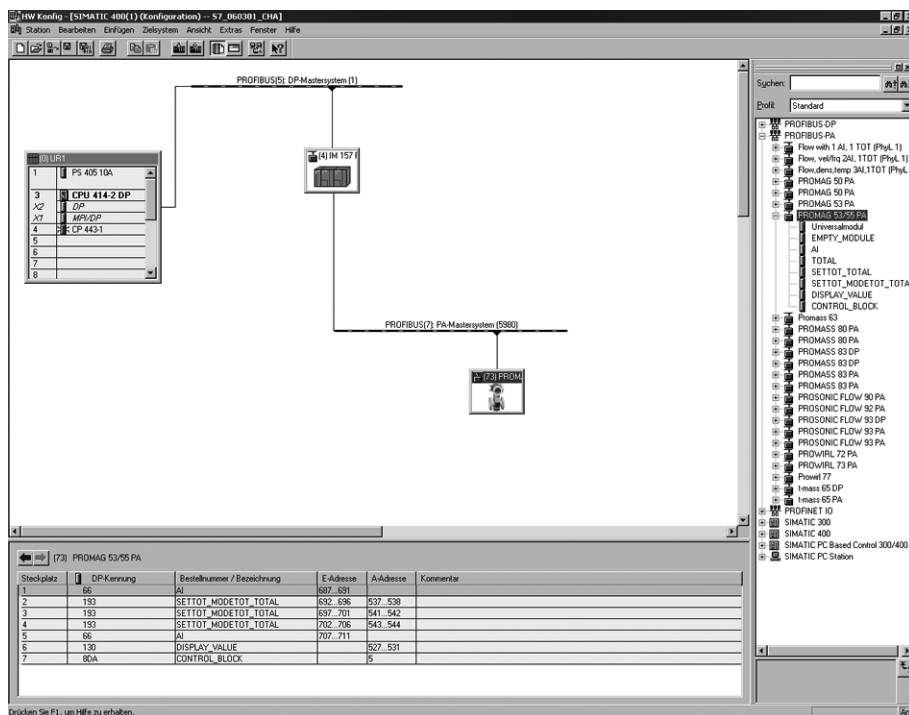 HW Konfig - [SIMATIC 400(1) (Konfiguration) -- S7_060301_CHA]
Station Bearbeiten Einfügen Zielsystem Ansicht Extras Fenster Hilfe
PROFIBUS(5): DP-Mastersystem (1)
(0) UR1
1 PS 405 10A
3 CPU 414-2 DP
X2 DP
X1 MPI/DP
4 CP 443-1
5
6
7
8
(4) IM 157
PROFIBUS(7): PA-Mastersystem (5980)
(73) PROM
Suchen:
Profil: Standard
PROFIBUS-DP
PROFIBUS-PA
Flow with 1 AI, 1 TOT (PhyL 1)
Flow, vel/frq 2AI, 1TOT (PhyL 1)
Flow,dens,temp 3AI,1TOT (PhyL
PROMAG 50 PA
PROMAG 50 PA
PROMAG 53 PA
PROMAG 53/55 PA
Universalmodul
EMPTY_MODULE
AI
TOTAL
SETTOT_TOTAL
SETTOT_MODETOT_TOTA
DISPLAY_VALUE
CONTROL_BLOCK
Promass 63
PROMASS 80 PA
PROMASS 80 PA
PROMASS 83 DP
PROMASS 83 DP
PROMASS 83 PA
PROMASS 83 PA
PROSONIC FLOW 90 PA
PROSONIC FLOW 92 PA
PROSONIC FLOW 93 DP
PROSONIC FLOW 93 PA
PROSONIC FLOW 93 PA
PROWIRL 72 PA
PROWIRL 73 PA
Prowirl 77
t-mass 65 DP
t-mass 65 PA
PROFINET IO
SIMATIC 300
SIMATIC 400
SIMATIC PC Based Control 300/400
SIMATIC PC Station
(73) PROMAG 53/55 PA
Steckplatz DP-Kennung Bestellnummer / Bezeichnung E-Adresse A-Adresse Kommentar
1 66 AI 687...691
2 193 SETTOT_MODETOT_TOTAL 692...696 537...538
3 193 SETTOT_MODETOT_TOTAL 697...701 541...542
4 193 SETTOT_MODETOT_TOTAL 702...706 543...544
5 66 AI 707...711
6 130 DISPLAY_VALUE 527...531
7 8DA CONTROL_BLOCK 5
Drücken Sie F1, um Hilfe zu erhalten.